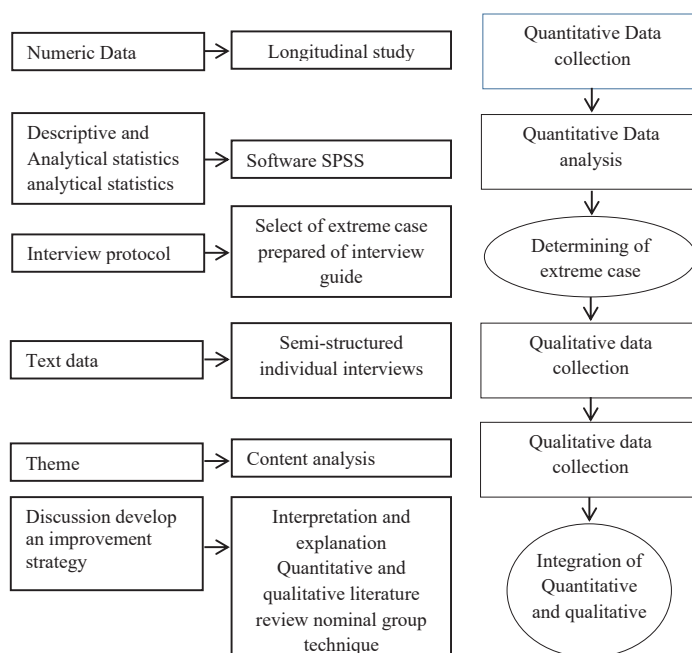 Numeric Data
Longitudinal study
Quantitative Data
collection
Descriptive and
Analytical statistics
analytical statistics
Software SPSS
Quantitative Data
analysis
Interview protocol
Select of extreme case
prepared of interview
guide
Determining of
extreme case
Text data
Semi-structured
individual interviews
Qualitative data
collection
Theme
Content analysis
Qualitative data
collection
Discussion develop
an improvement
strategy
Interpretation and
explanation
Quantitative and
qualitative literature
review nominal group
technique
Integration of
Quantitative
and qualitative